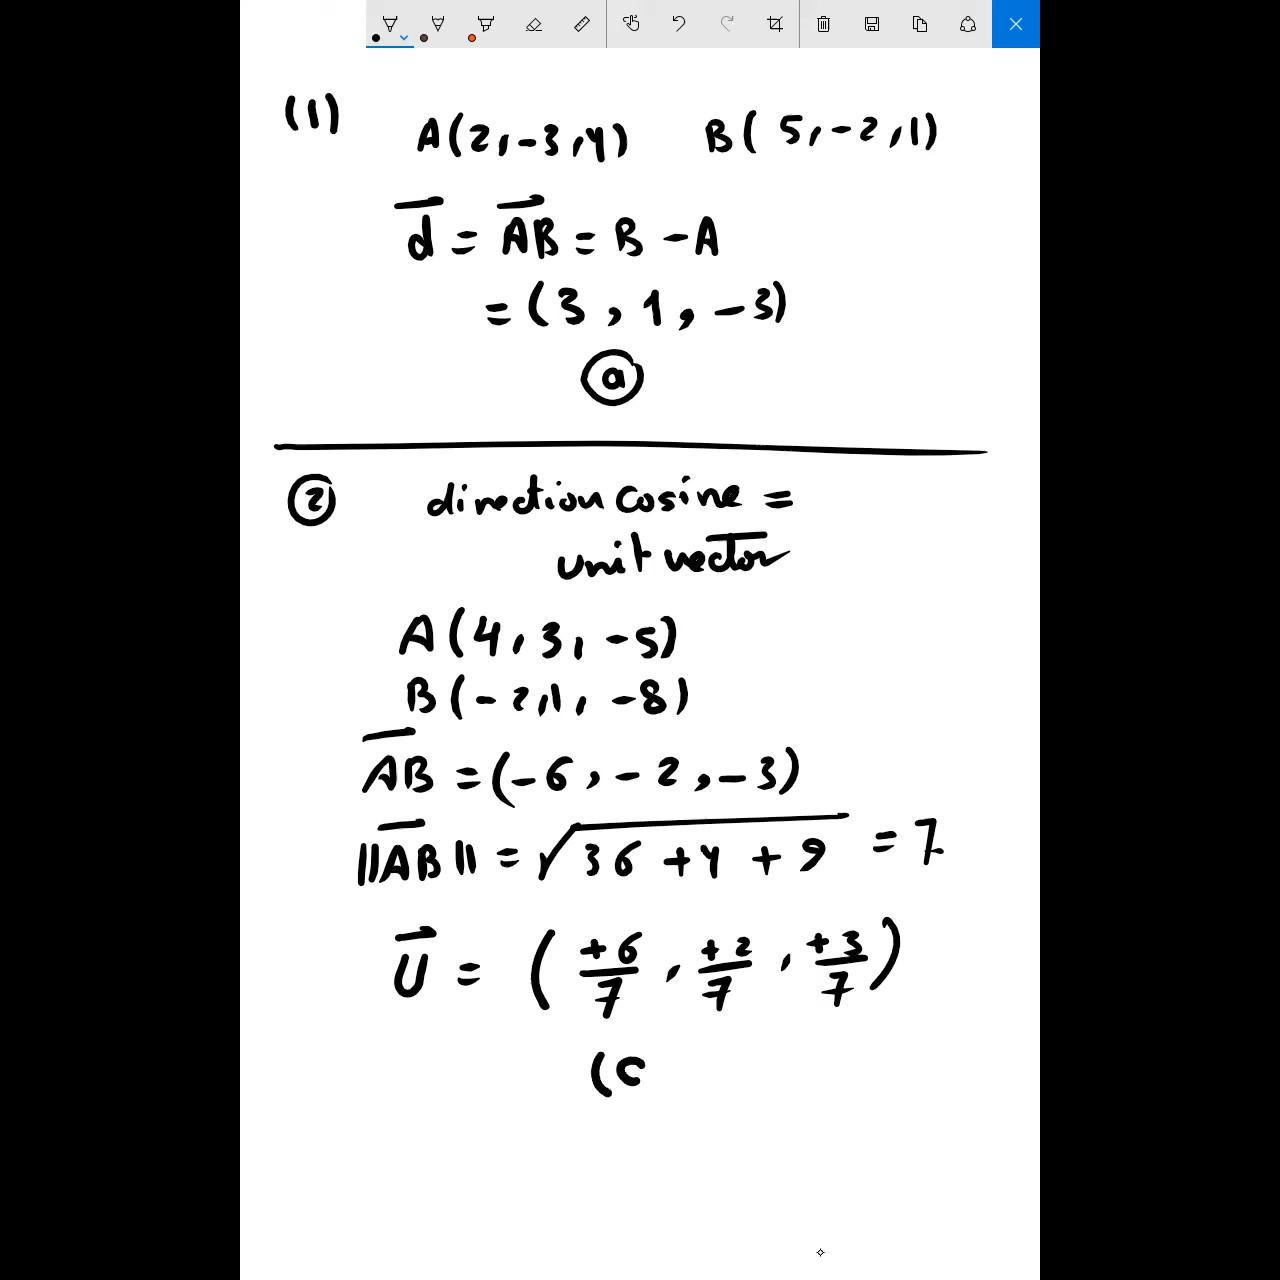 (1) A(2,-3,4) B(5,-2,1)
d = AB = B - A
= (3, 1, -3)
a
2 direction cosine =
unit vector
A(4, 3, -5)
B(-2, 1, -8)
AB = (-6, -2, -3)
||AB|| = √36 + 4 + 9 = 7
U = (+6/7, +2/7, +3/7)
(c